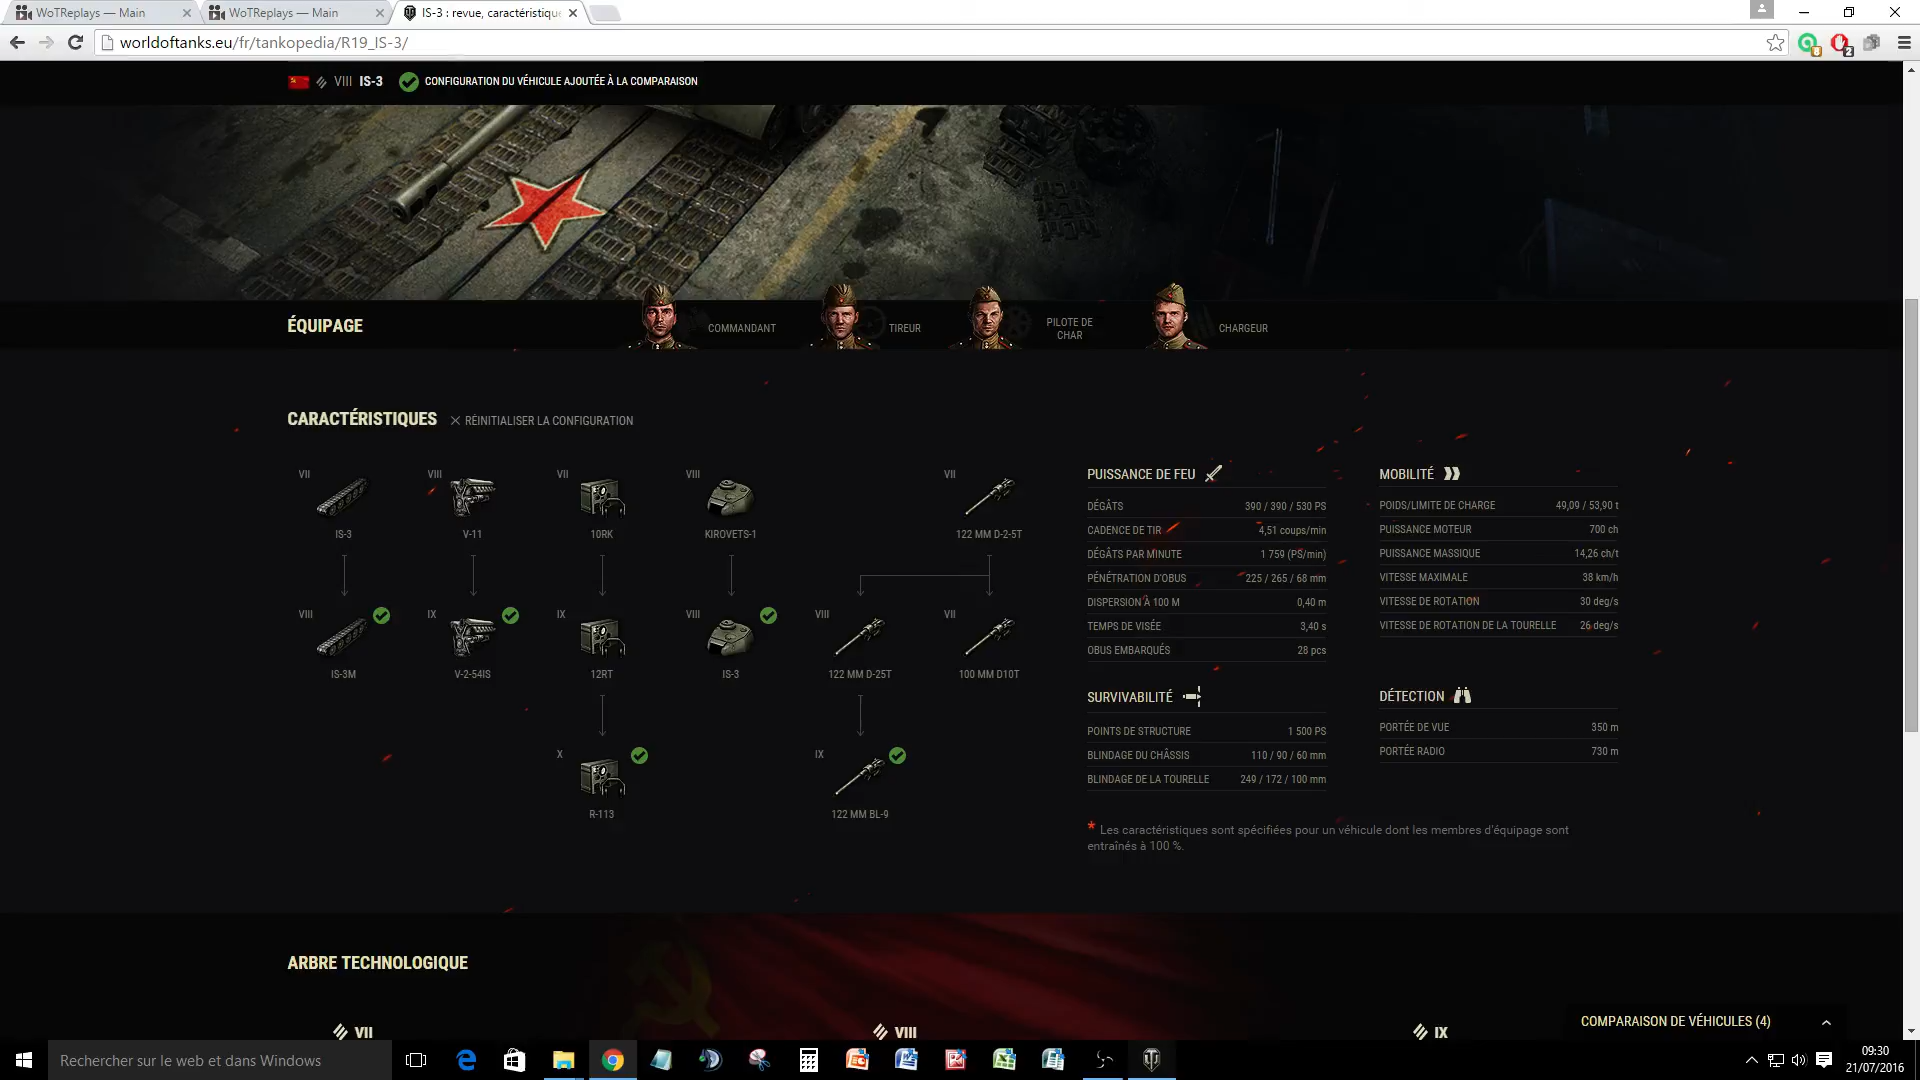 WoTReplays — Main
WoTReplays — Main
IS-3 : revue, caractéristique
worldoftanks.eu/fr/tankopedia/R19_IS-3/
8
2
VIII IS-3
CONFIGURATION DU VÉHICULE AJOUTÉE À LA COMPARAISON
ÉQUIPAGE
COMMANDANT
TIREUR
PILOTE DE
CHAR
CHARGEUR
CARACTÉRISTIQUES
RÉINITIALISER LA CONFIGURATION
VII
VIII
VII
VIII
VII
IS-3
V-11
10RK
KIROVETS-1
122 MM D-2-5T
VIII
IX
IX
VIII
VIII
VII
IS-3M
V-2-54IS
12RT
IS-3
122 MM D-25T
100 MM D10T
X
IX
R-113
122 MM BL-9
PUISSANCE DE FEU
DÉGÂTS 390 / 390 / 530 PS
CADENCE DE TIR 4,51 coups/min
DÉGÂTS PAR MINUTE 1 759 (PS/min)
PÉNÉTRATION D'OBUS 225 / 265 / 68 mm
DISPERSION À 100 M 0,40 m
TEMPS DE VISÉE 3,40 s
OBUS EMBARQUÉS 28 pcs
MOBILITÉ
POIDS/LIMITE DE CHARGE 49,09 / 53,90 t
PUISSANCE MOTEUR 700 ch
PUISSANCE MASSIQUE 14,26 ch/t
VITESSE MAXIMALE 38 km/h
VITESSE DE ROTATION 30 deg/s
VITESSE DE ROTATION DE LA TOURELLE 26 deg/s
SURVIVABILITÉ
POINTS DE STRUCTURE 1 500 PS
BLINDAGE DU CHÂSSIS 110 / 90 / 60 mm
BLINDAGE DE LA TOURELLE 249 / 172 / 100 mm
DÉTECTION
PORTÉE DE VUE 350 m
PORTÉE RADIO 730 m
* Les caractéristiques sont spécifiées pour un véhicule dont les membres d'équipage sont
entraînés à 100 %.
ARBRE TECHNOLOGIQUE
VII
VIII
IX
COMPARAISON DE VÉHICULES (4)
Rechercher sur le web et dans Windows
09:30
21/07/2016